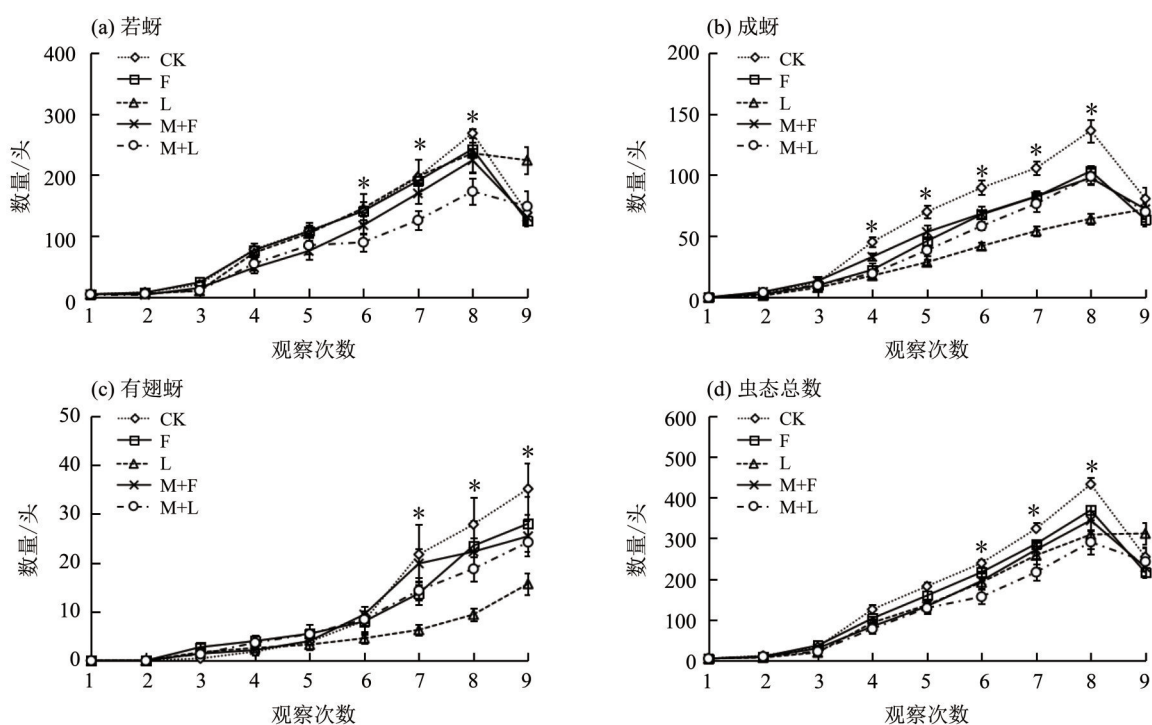 (a) 若蚜
400
300
200
100
0
数量/头
CK
F
L
M+F
M+L
* * *
1 2 3 4 5 6 7 8 9
观察次数
(b) 成蚜
200
150
100
50
0
数量/头
CK
F
L
M+F
M+L
* * * * *
1 2 3 4 5 6 7 8 9
观察次数
(c) 有翅蚜
50
40
30
20
10
0
数量/头
CK
F
L
M+F
M+L
* * *
1 2 3 4 5 6 7 8 9
观察次数
(d) 虫态总数
600
500
400
300
200
100
0
数量/头
CK
F
L
M+F
M+L
* * *
1 2 3 4 5 6 7 8 9
观察次数